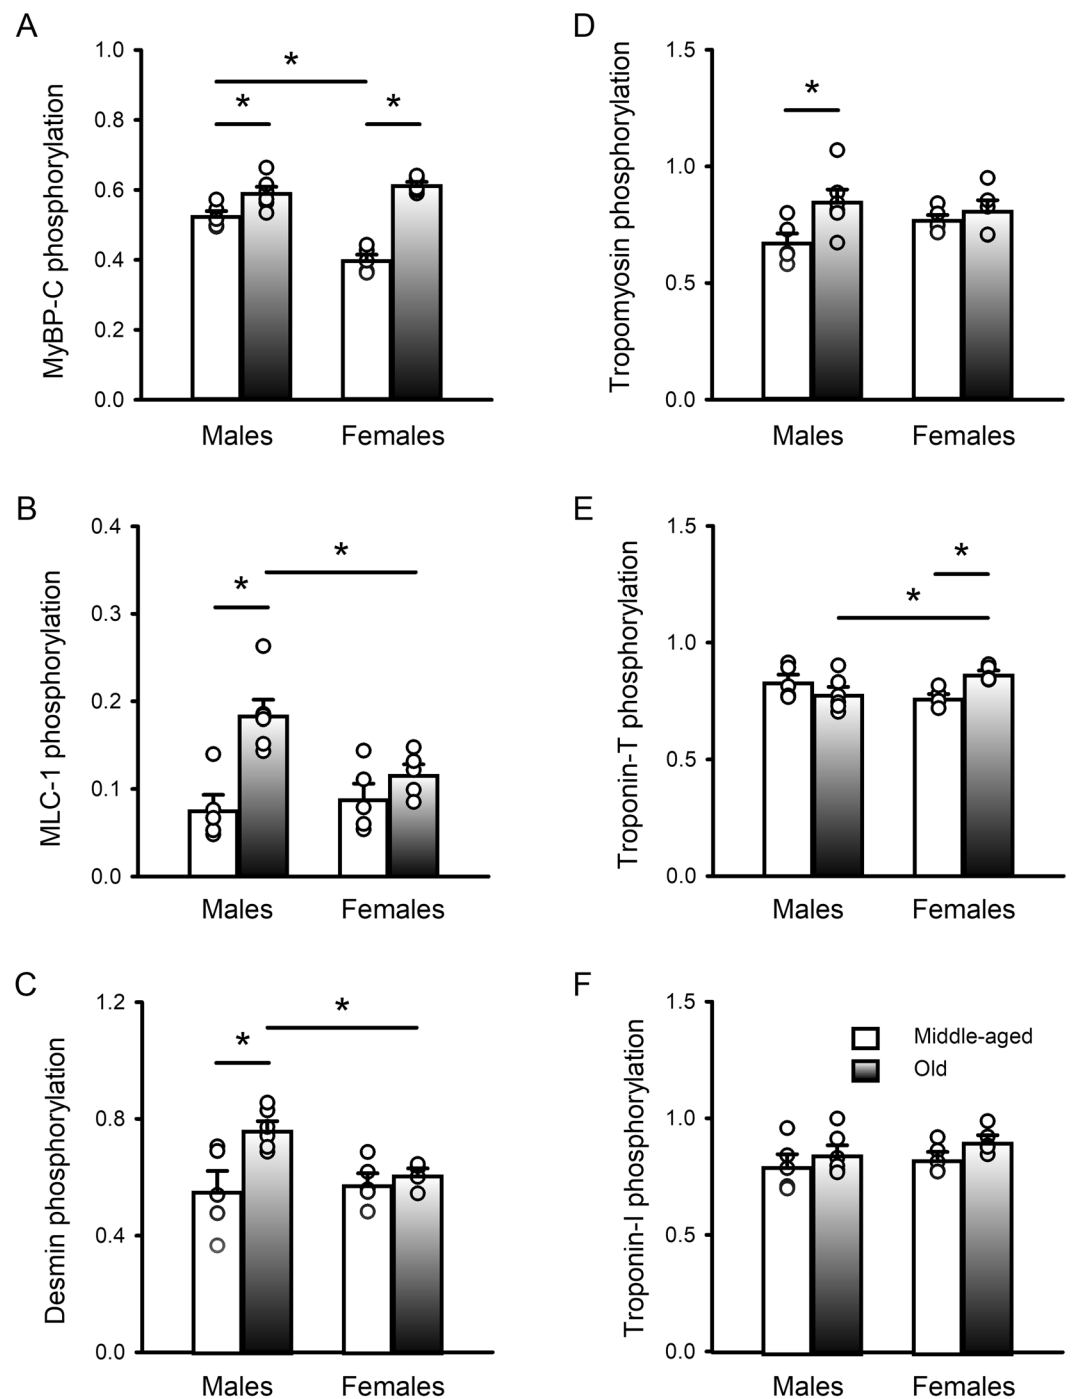 A
MyBP-C phosphorylation
1.0
0.8
0.6
0.4
0.2
0.0
*
*
*
Males
Females
B
MLC-1 phosphorylation
0.4
0.3
0.2
0.1
0.0
*
*
Males
Females
C
Desmin phosphorylation
1.2
0.8
0.4
0.0
*
*
Males
Females
D
Tropomyosin phosphorylation
1.5
1.0
0.5
0.0
*
Males
Females
E
Troponin-T phosphorylation
1.5
1.0
0.5
0.0
*
*
Males
Females
F
Troponin-I phosphorylation
1.5
1.0
0.5
0.0
Middle-aged
Old
Males
Females